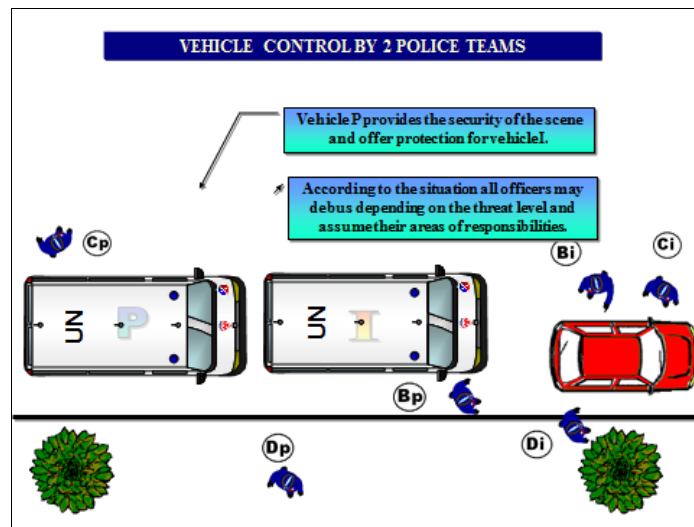 VEHICLE CONTROL BY 2 POLICE TEAMS
Vehicle P provides the security of the scene
and offer protection for vehicle I.
According to the situation all officers may
debus depending on the threat level and
assume their areas of responsibilities.
Cp
Bi
Ci
UN
P
UN
I
Bp
Dp
Di